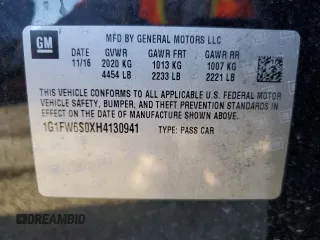 GM
MFD BY GENERAL MOTORS LLC
DATE GVWR GAWR FRT GAWR RR
11/16 2020 KG 1013 KG 1007 KG
4454 LB 2233 LB 2221 LB
THIS VEHICLE CONFORMS TO ALL APPLICABLE U.S. FEDERAL MOTOR
VEHICLE SAFETY, BUMPER, AND THEFT PREVENTION STANDARDS
IN EFFECT ON THE DATE OF MANUFACTURE SHOWN ABOVE.
1G1FW6S0XH4130941 TYPE: PASS CAR
DREAMBID